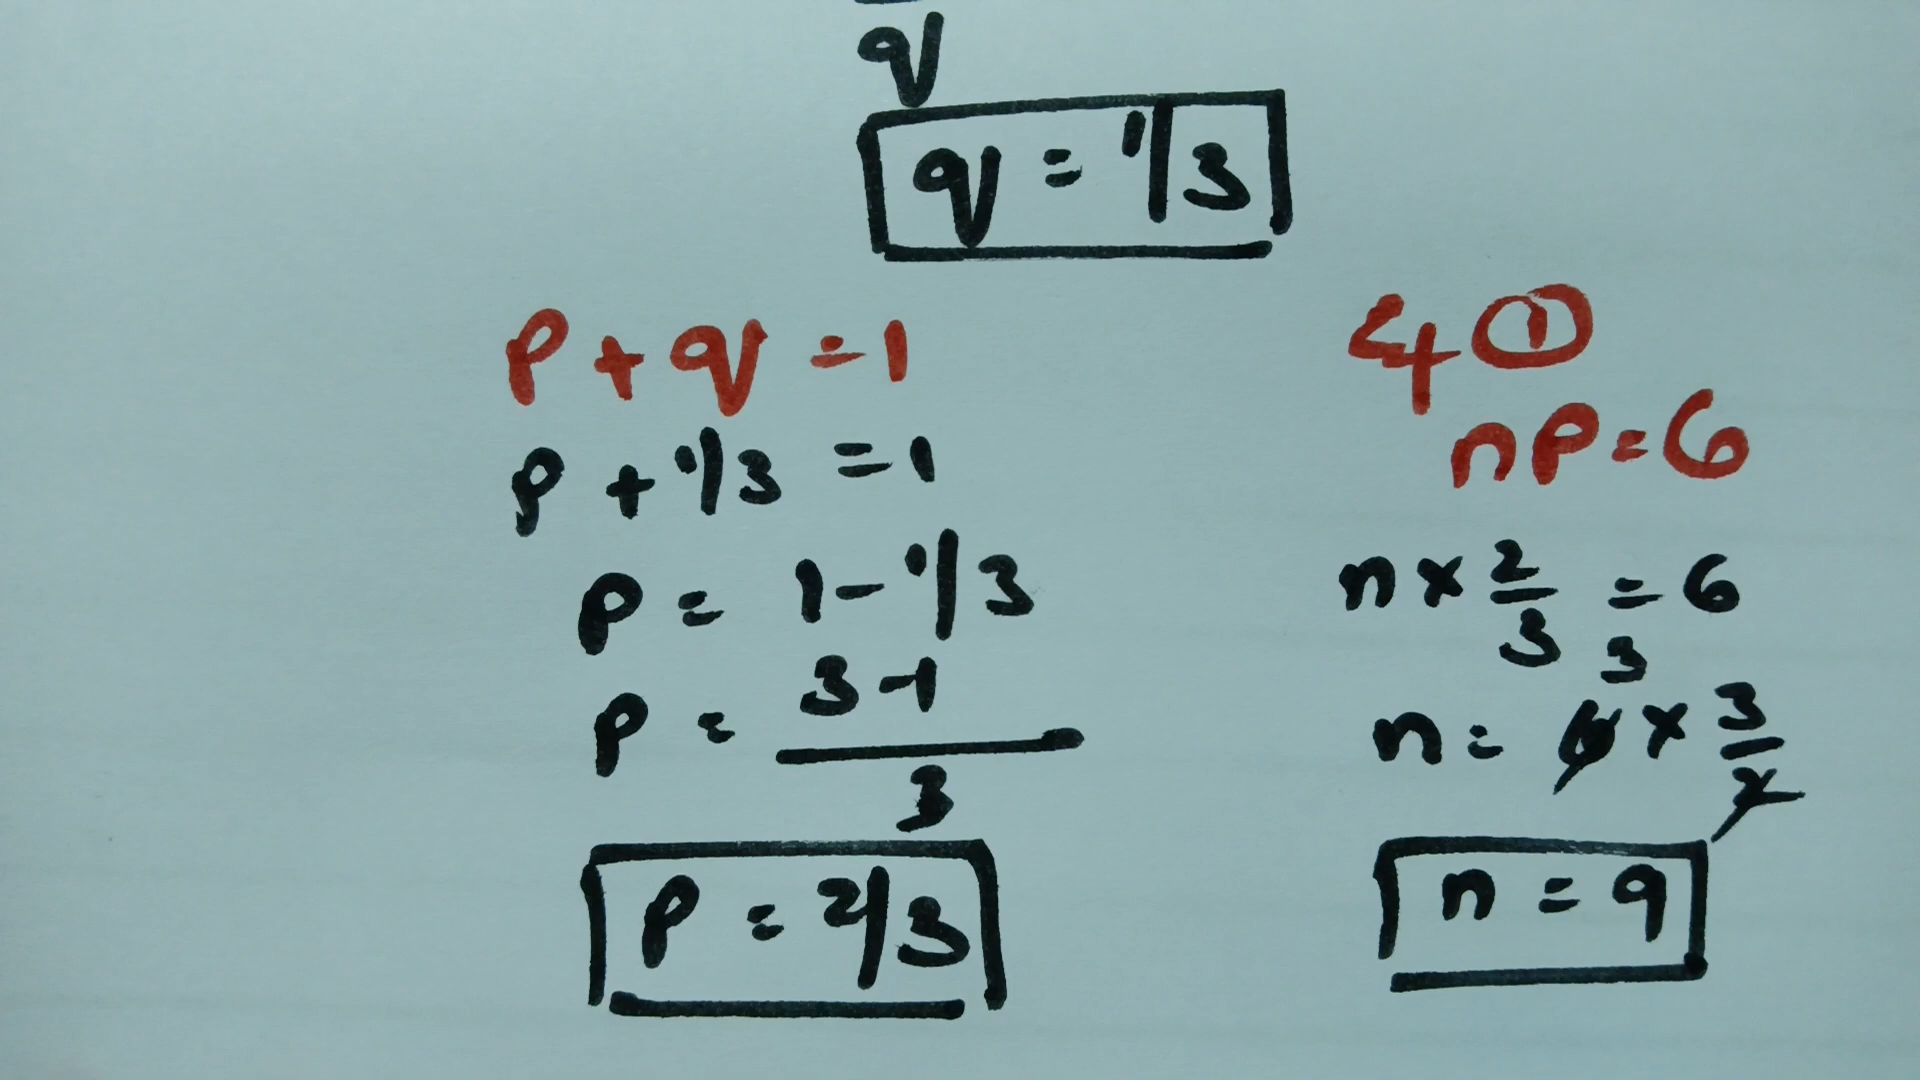 q
q = 1/3
p + q = 1
p + 1/3 = 1
p = 1 - 1/3
p = 3 - 1
3
p = 2/3
①
np = 6
n × 2/3 = 6
3
n = 6 × 3/2
n = 9